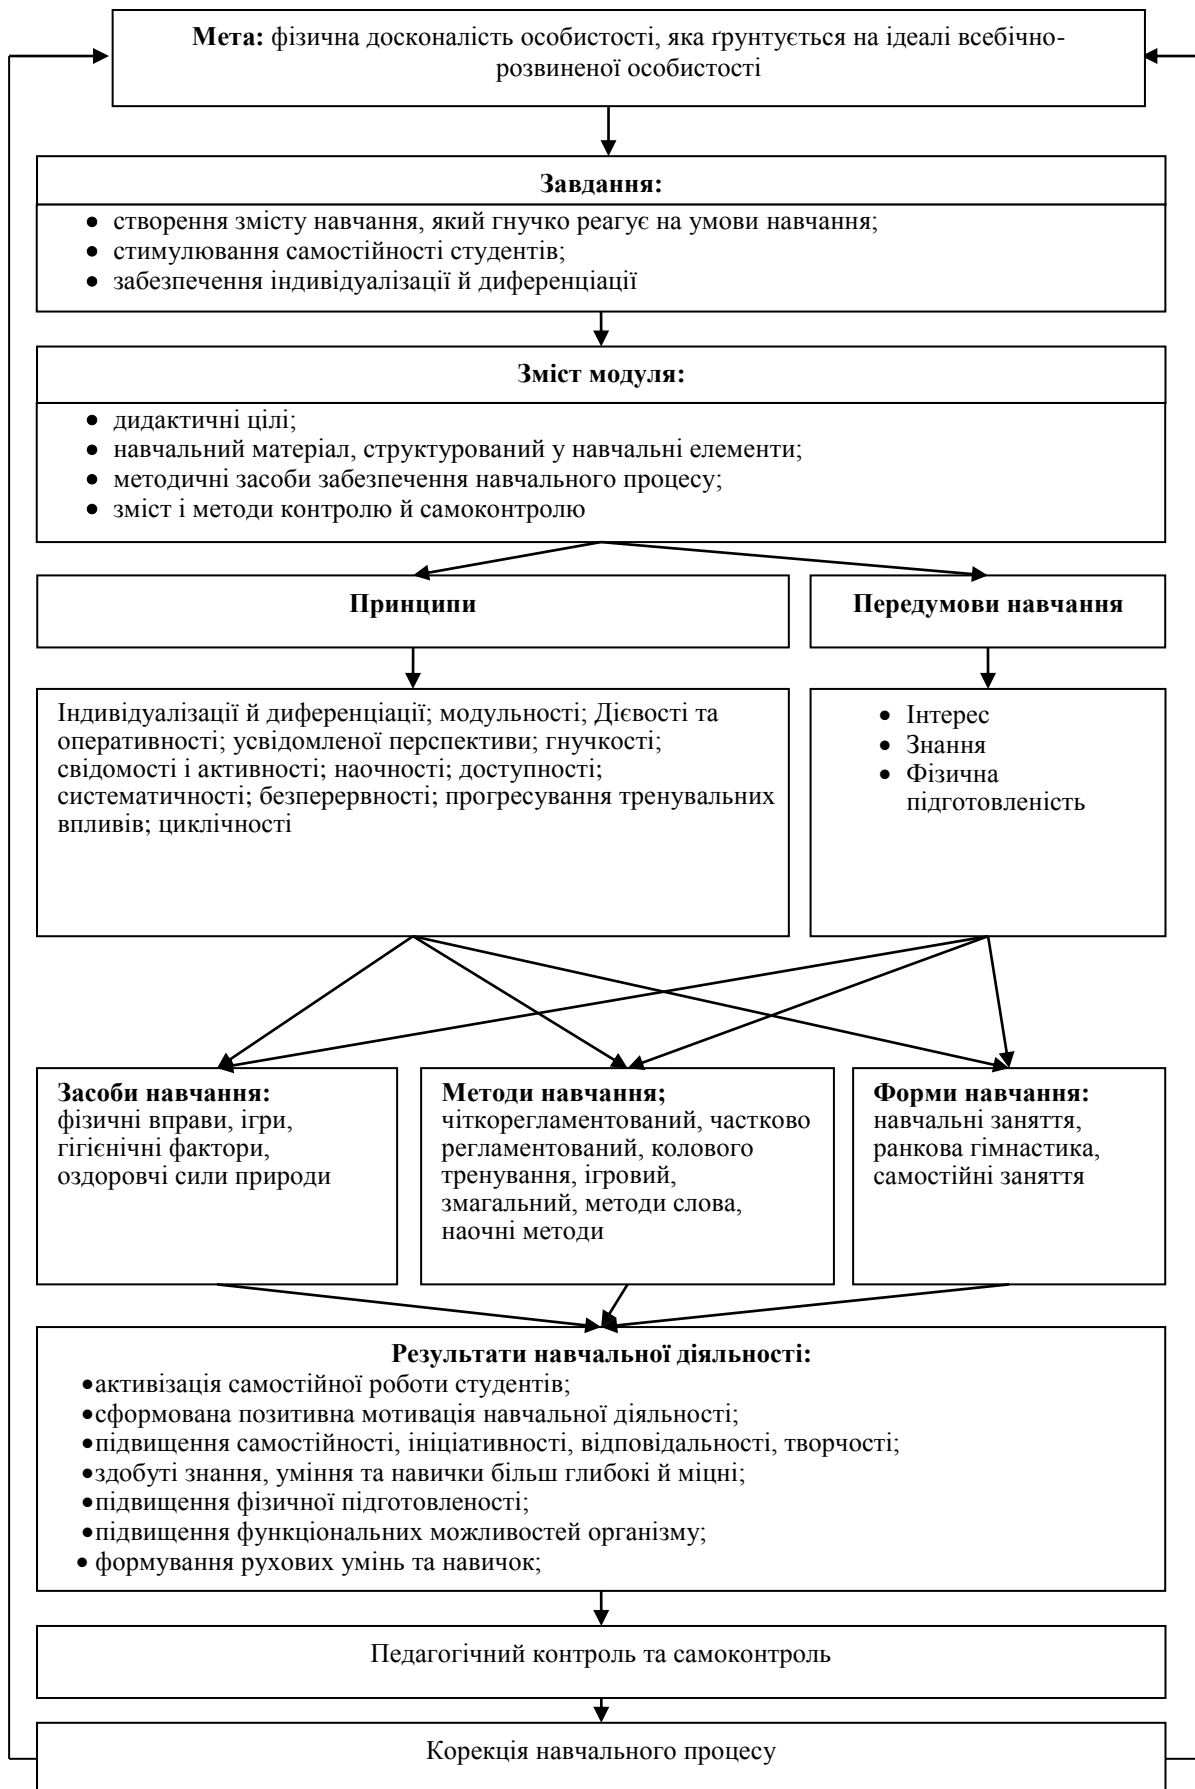 Мета: фізична досконалість особистості, яка ґрунтується на ідеалі всебічно-
розвиненої особистості
Завдання:
• створення змісту навчання, який гнучко реагує на умови навчання;
• стимулювання самостійності студентів;
• забезпечення індивідуалізації й диференціації
Зміст модуля:
• дидактичні цілі;
• навчальний матеріал, структурований у навчальні елементи;
• методичні засоби забезпечення навчального процесу;
• зміст і методи контролю й самоконтролю
Принципи
Індивідуалізації й диференціації; модульності; Дієвості та
оперативності; усвідомленої перспективи; гнучкості;
свідомості і активності; наочності; доступності;
систематичності; безперервності; прогресування тренувальних
впливів; циклічності
Передумови навчання
• Інтерес
• Знання
• Фізична
підготовленість
Засоби навчання:
фізичні вправи, ігри,
гігієнічні фактори,
оздоровчі сили природи
Методи навчання;
чіткорегламентований, частково
регламентований, колового
тренування, ігровий,
змагальний, методи слова,
наочні методи
Форми навчання:
навчальні заняття,
ранкова гімнастика,
самостійні заняття
Результати навчальної діяльності:
•активізація самостійної роботи студентів;
•сформована позитивна мотивація навчальної діяльності;
•підвищення самостійності, ініціативності, відповідальності, творчості;
•здобуті знання, уміння та навички більш глибокі й міцні;
•підвищення фізичної підготовленості;
•підвищення функціональних можливостей організму;
• формування рухових умінь та навичок;
Педагогічний контроль та самоконтроль
Корекція навчального процесу